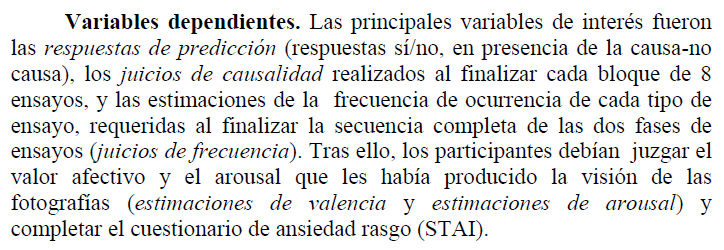 Variables dependientes. Las principales variables de interés fueron
las respuestas de predicción (respuestas sí/no, en presencia de la causa-no
causa), los juicios de causalidad realizados al finalizar cada bloque de 8
ensayos, y las estimaciones de la frecuencia de ocurrencia de cada tipo de
ensayo, requeridas al finalizar la secuencia completa de las dos fases de
ensayos (juicios de frecuencia). Tras ello, los participantes debían juzgar el
valor afectivo y el arousal que les había producido la visión de las
fotografías (estimaciones de valencia y estimaciones de arousal) y
completar el cuestionario de ansiedad rasgo (STAI).